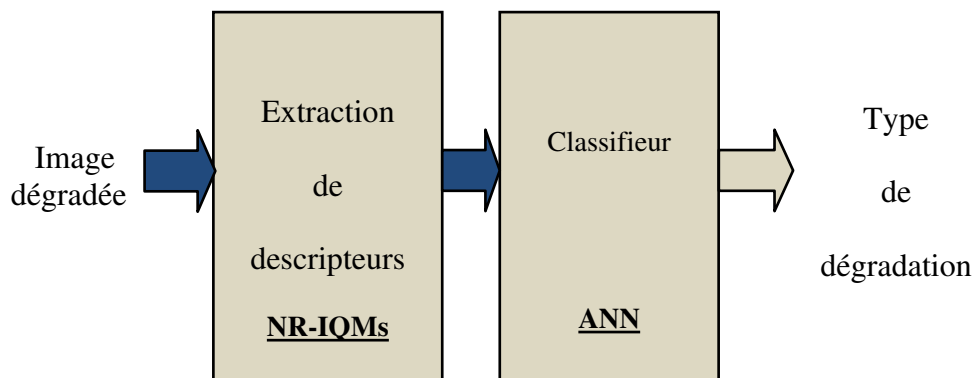 Image
dégradée
Extraction
de
descripteurs
NR-IQMs
Classifieur
ANN
Type
de
dégradation